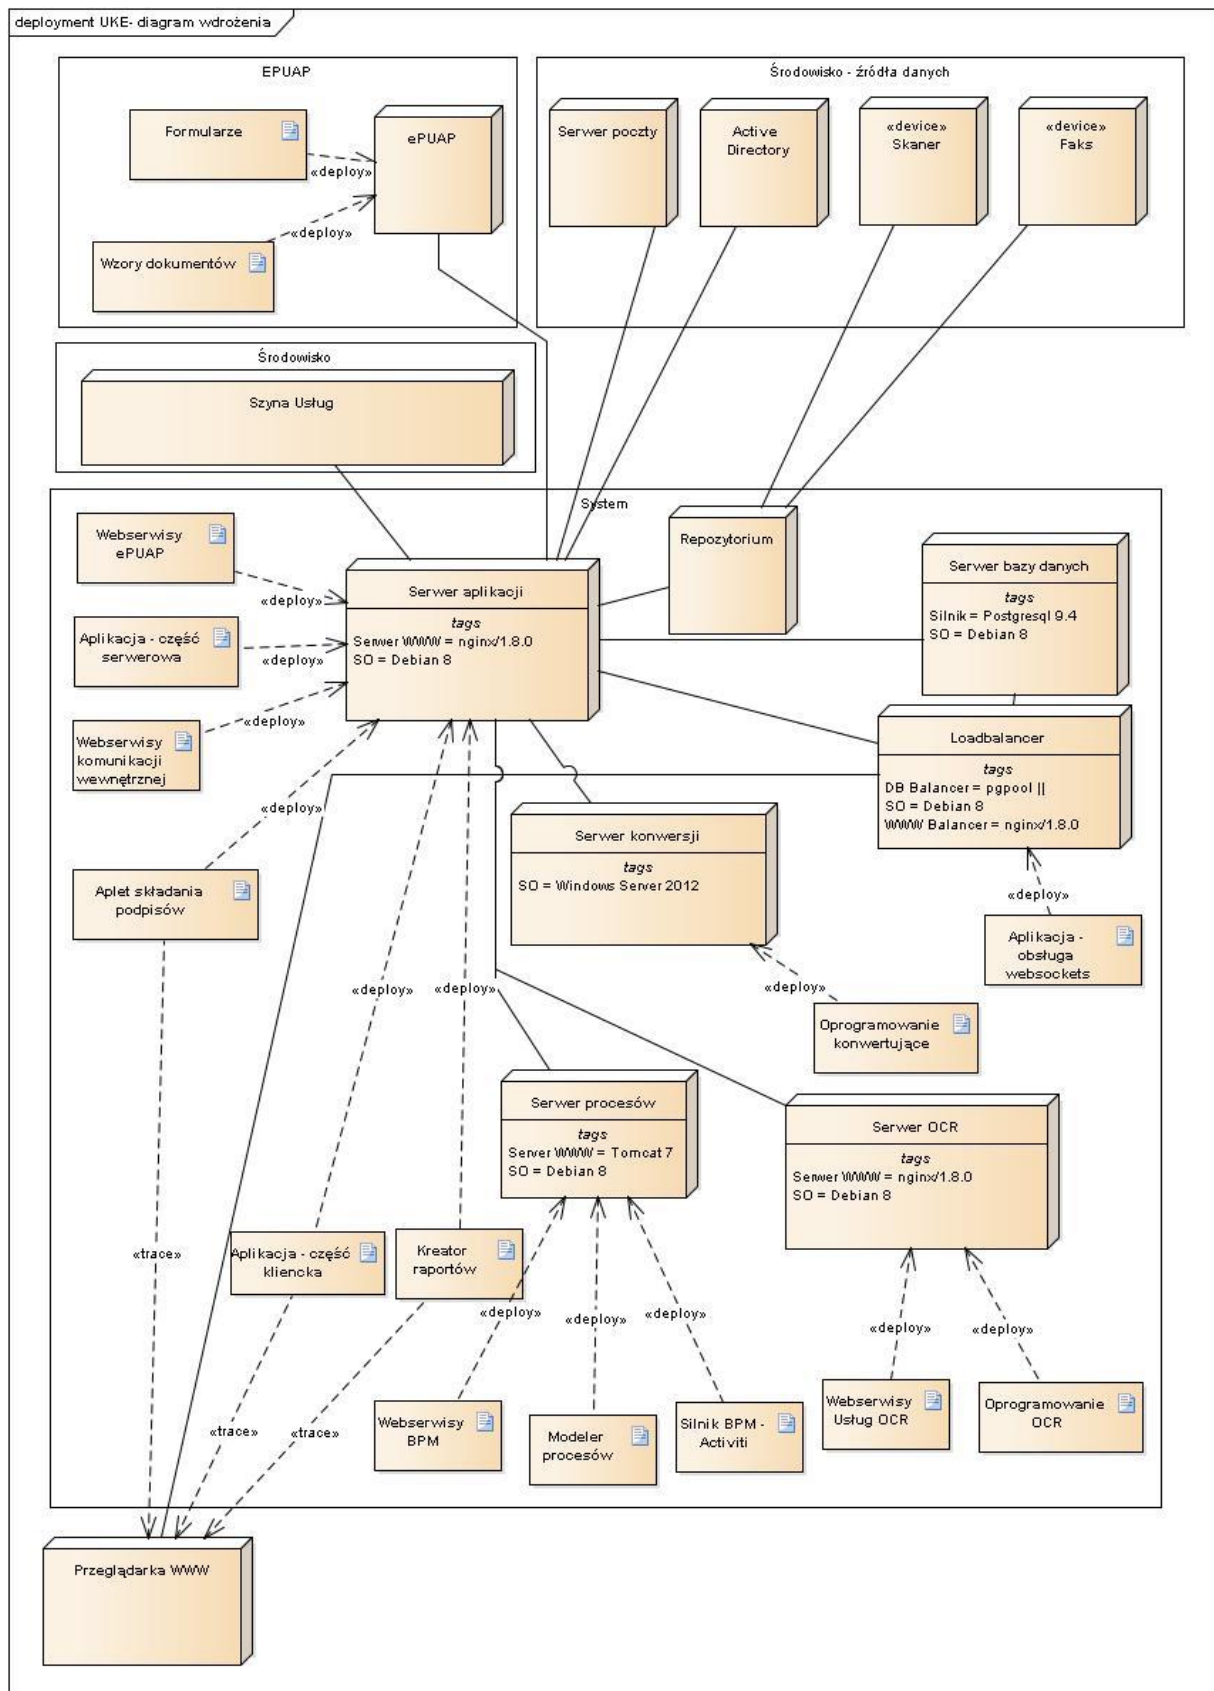 deployment UKE- diagram wdrożenia
EPUAP
Środowisko - źródła danych
Formularze
ePUAP
Serwer poczty
Active
Directory
«device»
Skaner
«device»
Faks
«deploy»
«deploy»
Wzory dokumentów
Środowisko
Szyna Usług
System
Webserwisy
ePUAP
Repozytorium
Serwer bazy danych
tags
Silnik = Postgresql 9.4
SO = Debian 8
Serwer aplikacji
tags
Serwer WWW = nginx/1.8.0
SO = Debian 8
«deploy»
Aplikacja - część
serwerowa
«deploy»
Webserwisy
komunikacji
wewnętrznej
«deploy»
Loadbalancer
tags
DB Balancer = pgpool ||
SO = Debian 8
WWW Balancer = nginx/1.8.0
«deploy»
Serwer konwersji
tags
SO = Windows Server 2012
Aplet składania
podpisów
«deploy»
Aplikacja -
obsługa
websockets
«deploy»
«deploy»
«deploy»
Oprogramowanie
konwertujące
Serwer procesów
tags
Server WWW = Tomcat 7
SO = Debian 8
Serwer OCR
tags
Serwer WWW = nginx/1.8.0
SO = Debian 8
«trace»
Aplikacja - część
kliencka
Kreator
raportów
«deploy»
«deploy»
«deploy»
«deploy»
«deploy»
«trace»
«trace»
Webserwisy
BPM
Modeler
procesów
Silnik BPM -
Activiti
Webserwisy
Usług OCR
Oprogramowanie
OCR
Przeglądarka WWW